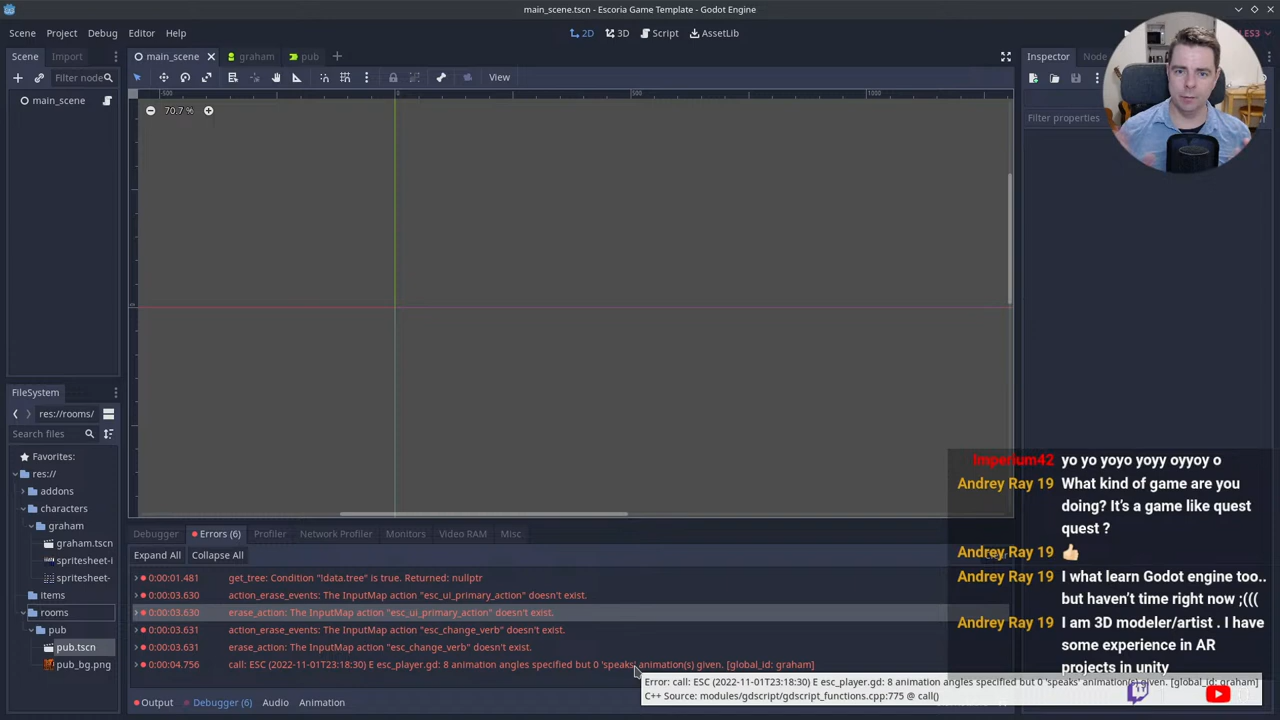 main_scene.tscn - Escoria Game Template - Godot Engine
Scene Project Debug Editor Help
2D 3D Script AssetLib
GLES3
Scene Import
main_scene graham pub
Inspector Node
Filter node
View
main_scene
-500 0 500 1000
70.7 %
Filter properties
FileSystem
res://rooms/
Search files
Favorites:
res://
addons
characters
graham
graham.tscn
spritesheet-i
spritesheet-
items
rooms
pub
pub.tscn
pub_bg.png
Debugger Errors (6) Profiler Network Profiler Monitors Video RAM Misc
Expand All Collapse All
0:00:01.481 get_tree: Condition "!data.tree" is true. Returned: nullptr
0:00:03.630 action_erase_events: The InputMap action "esc_ui_primary_action" doesn't exist.
0:00:03.630 erase_action: The InputMap action "esc_ui_primary_action" doesn't exist.
0:00:03.631 action_erase_events: The InputMap action "esc_change_verb" doesn't exist.
0:00:03.631 erase_action: The InputMap action "esc_change_verb" doesn't exist.
0:00:04.756 call: ESC (2022-11-01T23:18:30) E esc_player.gd: 8 animation angles specified but 0 'speaks' animation(s) given. [global_id: graham]
Error: call: ESC (2022-11-01T23:18:30) E esc_player.gd: 8 animation angles specified but 0 'speaks' animation(s) given. [global_id: graham]
C++ Source: modules/gdscript/gdscript_functions.cpp:775 @ call()
Output Debugger (6) Audio Animation
Imperium42 yo yo yoyo yoyy oyyoy o
Andrey Ray 19 What kind of game are you
doing? It's a game like quest
quest ?
Andrey Ray 19 👍🏻
Andrey Ray 19 I what learn Godot engine too..
but haven't time right now ;(((
Andrey Ray 19 I am 3D modeler/artist . I have
some experience in AR
projects in unity